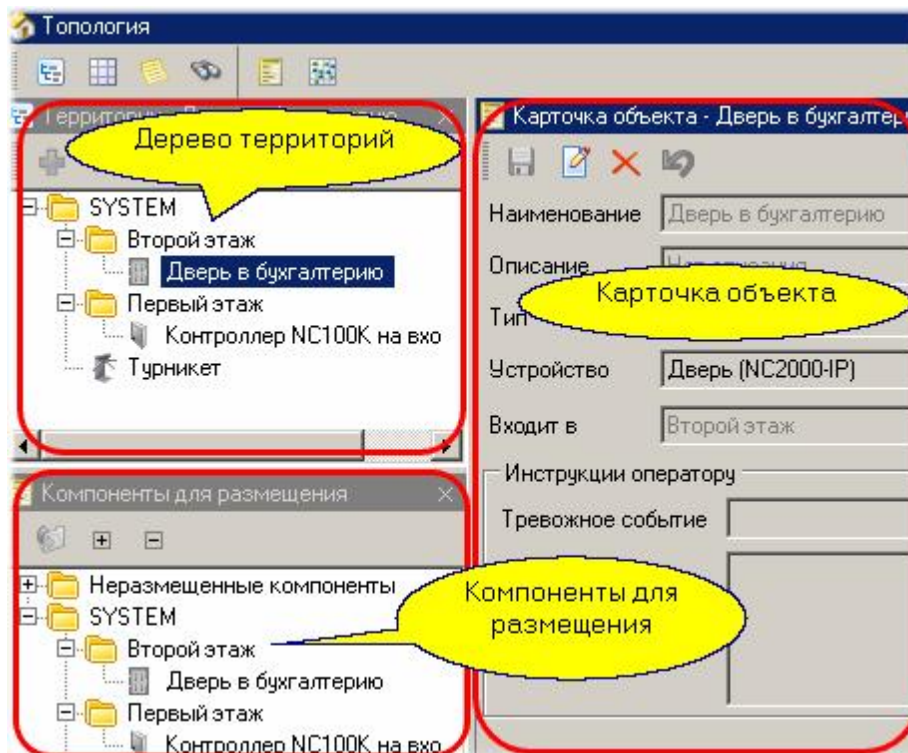 Топология
Дерево территорий
SYSTEM
Второй этаж
Дверь в бухгалтерию
Первый этаж
Контроллер NC100K на вхо
Турникет
Компоненты для размещения
Неразмещенные компоненты
SYSTEM
Второй этаж
Дверь в бухгалтерию
Первый этаж
Контроллер NC100K на вхо
Компоненты для
размещения
Карточка объекта - Дверь в бухгалтери
Наименование Дверь в бухгалтерию
Описание
Карточка объекта
Тип
Устройство Дверь (NC2000-IP)
Входит в Второй этаж
Инструкции оператору
Тревожное событие